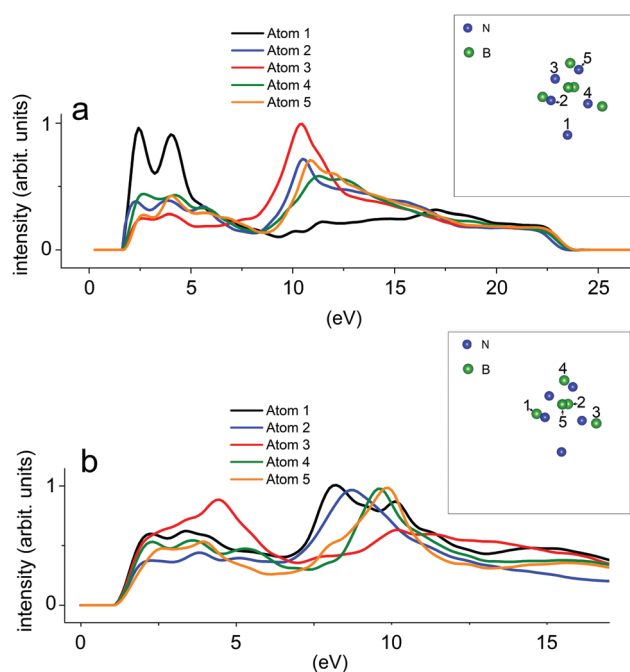 Atom 1
Atom 2
Atom 3
Atom 4
Atom 5
N
B
3
5
2
4
1
a
intensity (arbit. units)
1
0
0
5
10
15
20
25
(eV)
N
B
4
1
2
3
5
Atom 1
Atom 2
Atom 3
Atom 4
Atom 5
b
intensity (arbit. units)
1
0
0
5
10
15
(eV)